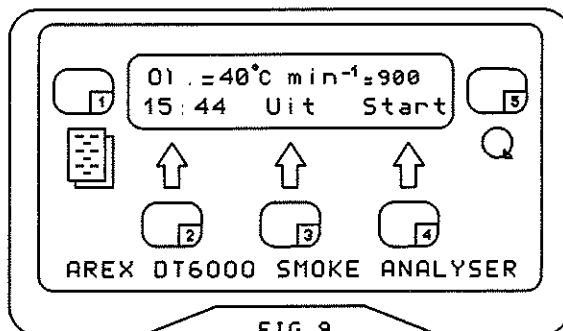 Ol .=40°C min⁻¹=900
15:44 Uit Start
1
5
2
3
4
AREX DT6000 SMOKE ANALYSER
FIG 9